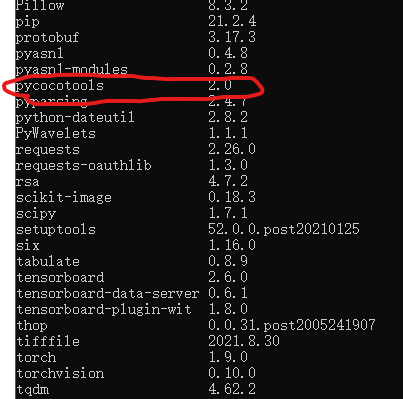 Pillow 8.3.2
pip 21.2.4
protobuf 3.17.3
pyasn1 0.4.8
pyasn1-modules 0.2.8
pycocotools 2.0
pyparsing 2.4.7
python-dateutil 2.8.2
PyWavelets 1.1.1
requests 2.26.0
requests-oauthlib 1.3.0
rsa 4.7.2
scikit-image 0.18.3
scipy 1.7.1
setuptools 52.0.0.post20210125
six 1.16.0
tabulate 0.8.9
tensorboard 2.6.0
tensorboard-data-server 0.6.1
tensorboard-plugin-wit 1.8.0
thop 0.0.31.post2005241907
tifffile 2021.8.30
torch 1.9.0
torchvision 0.10.0
tqdm 4.62.2